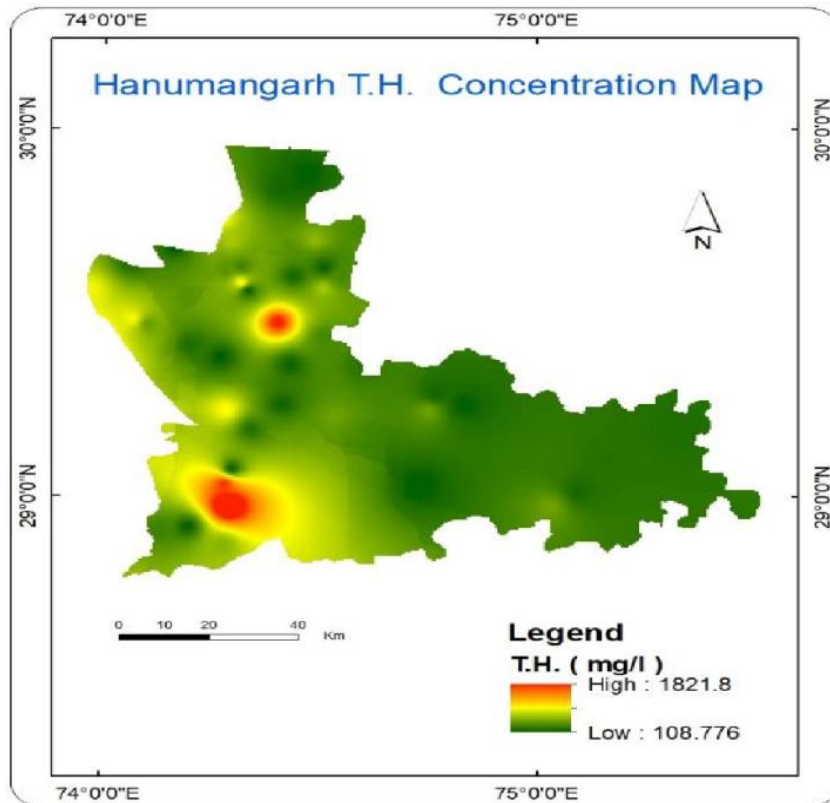 74°0'0"E 75°0'0"E
Hanumangarh T.H. Concentration Map
30°0'0"N 30°0'0"N
N
29°0'0"N 29°0'0"N
0 10 20 40
Km
Legend
T.H. ( mg/l )
High : 1821.8
Low : 108.776
74°0'0"E 75°0'0"E